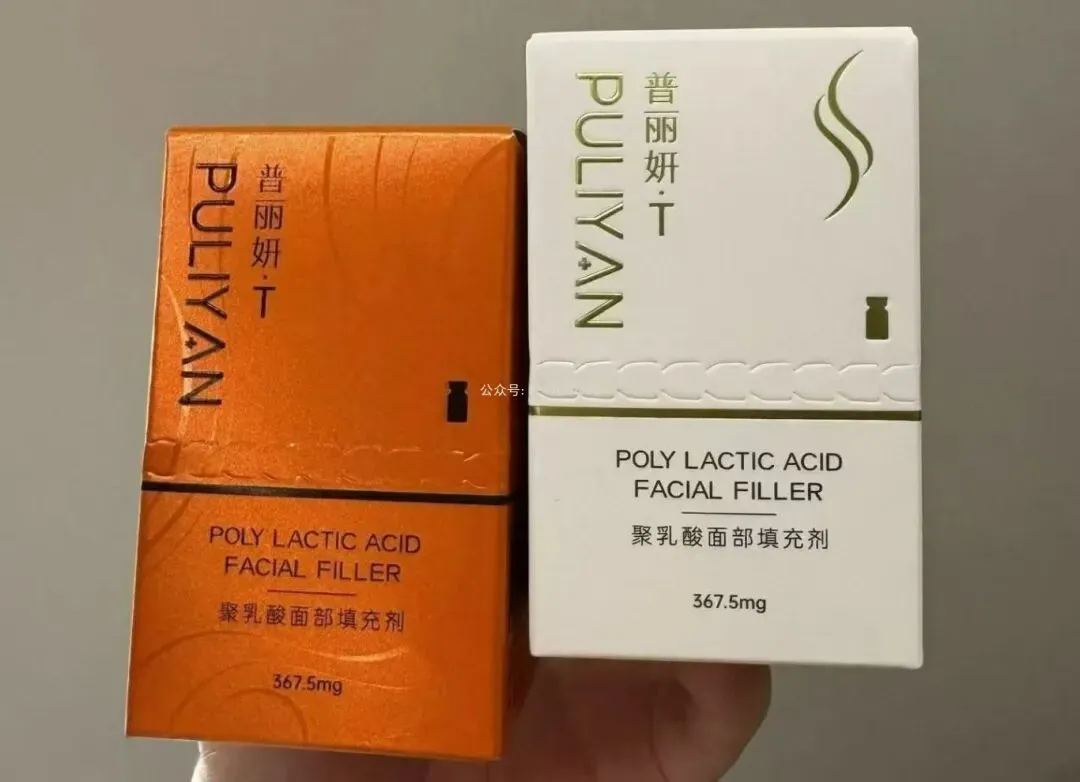 普丽妍·T
PULIYAN
POLY LACTIC ACID
FACIAL FILLER
聚乳酸面部填充剂
367.5mg
公众号:
普丽妍·T
PULIYAN
POLY LACTIC ACID
FACIAL FILLER
聚乳酸面部填充剂
367.5mg